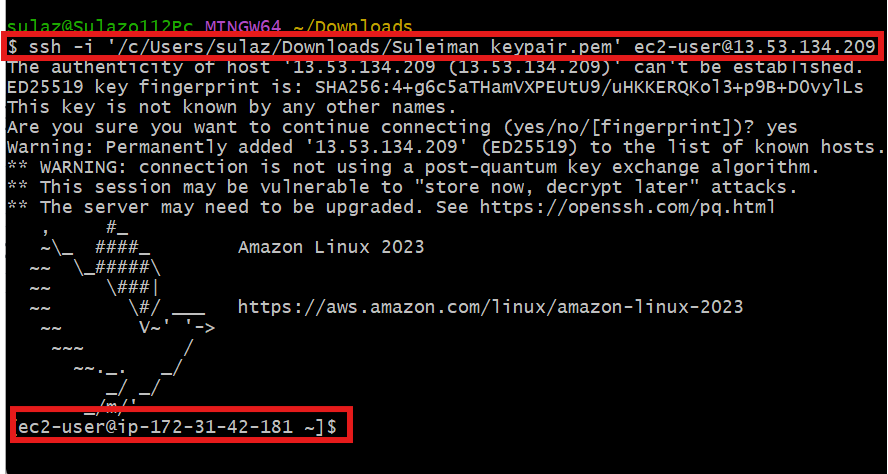 sulaz@Sulazo112Pc MINGW64 ~/Downloads
$ ssh -i '/c/Users/sulaz/Downloads/Suleiman keypair.pem' ec2-user@13.53.134.209
The authenticity of host '13.53.134.209 (13.53.134.209)' can't be established.
ED25519 key fingerprint is: SHA256:4+g6c5aTHamVXPEUtU9/uHKKERQKol3+p9B+DOvylLs
This key is not known by any other names.
Are you sure you want to continue connecting (yes/no/[fingerprint])? yes
Warning: Permanently added '13.53.134.209' (ED25519) to the list of known hosts.
** WARNING: connection is not using a post-quantum key exchange algorithm.
** This session may be vulnerable to "store now, decrypt later" attacks.
** The server may need to be upgraded. See https://openssh.com/pq.html
   ,     #_
   ~\_  ####_        Amazon Linux 2023
  ~~  \_#####\
  ~~     \###|
  ~~       \#/ ___   https://aws.amazon.com/linux/amazon-linux-2023
   ~~       V~' '->
    ~~~         /
      ~~._.   _/
         _/ _/
       _/m/'
[ec2-user@ip-172-31-42-181 ~]$